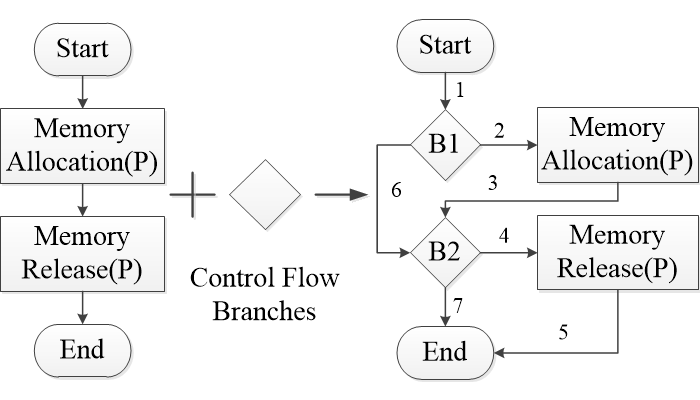 Start
Memory
Allocation(P)
Memory
Release(P)
End
Control Flow
Branches
Start
1
B1
2
Memory
Allocation(P)
3
6
B2
4
Memory
Release(P)
7
5
End